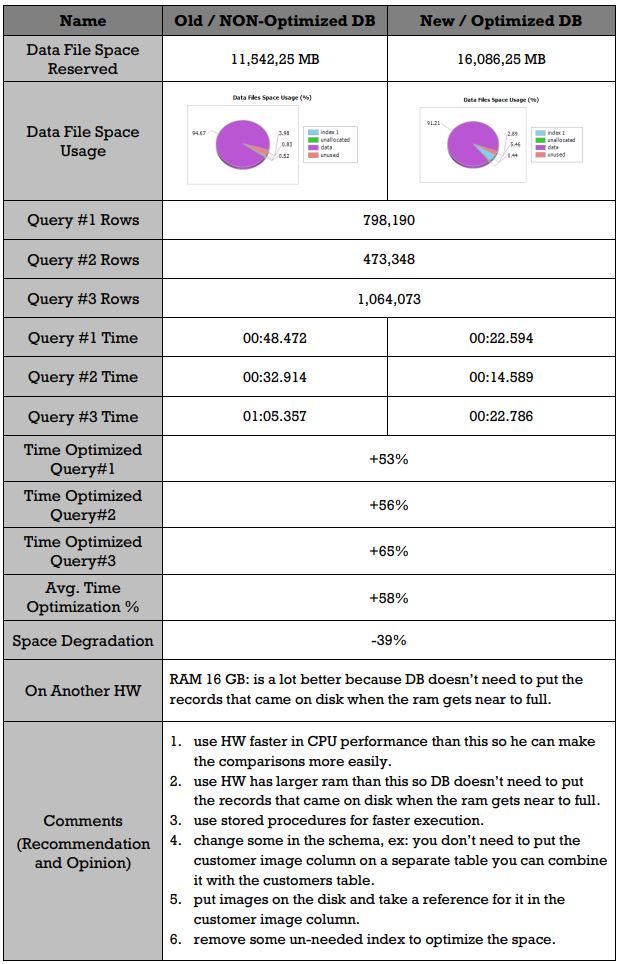 Name Old / NON-Optimized DB New / Optimized DB
Data File Space
Reserved
11,542,25 MB 16,086,25 MB
Data File Space
Usage
Data Files Space Usage (%)
94.67
3.98
0.83
0.52
index 1
unallocated
data
unused
Data Files Space Usage (%)
91.21
2.89
5.46
0.44
index 1
unallocated
data
unused
Query #1 Rows 798,190
Query #2 Rows 473,348
Query #3 Rows 1,064,073
Query #1 Time 00:48.472 00:22.594
Query #2 Time 00:32.914 00:14.589
Query #3 Time 01:05.357 00:22.786
Time Optimized
Query#1
+53%
Time Optimized
Query#2
+56%
Time Optimized
Query#3
+65%
Avg. Time
Optimization %
+58%
Space Degradation -39%
On Another HW
RAM 16 GB: is a lot better because DB doesn’t need to put the
records that came on disk when the ram gets near to full.
Comments
(Recommendation
and Opinion)
1. use HW faster in CPU performance than this so he can make
the comparisons more easily.
2. use HW has larger ram than this so DB doesn’t need to put
the records that came on disk when the ram gets near to full.
3. use stored procedures for faster execution.
4. change some in the schema, ex: you don’t need to put the
customer image column on a separate table you can combine
it with the customers table.
5. put images on the disk and take a reference for it in the
customer image column.
6. remove some un-needed index to optimize the space.